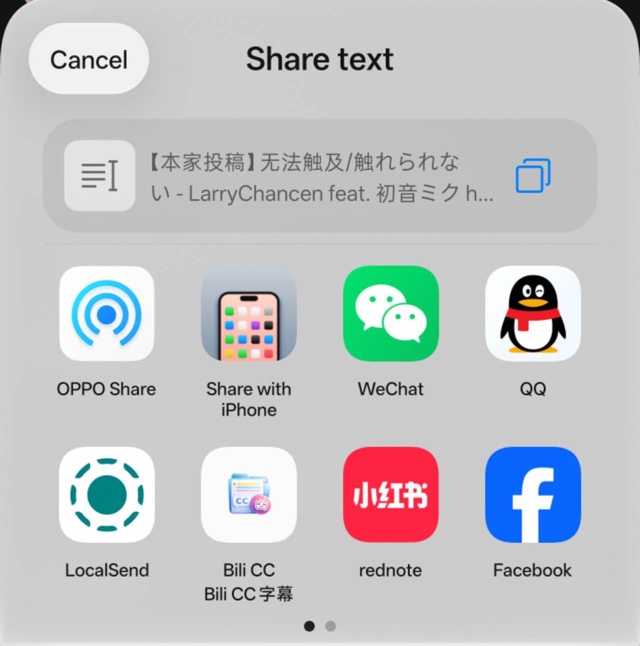 Cancel
Share text
【本家投稿】无法触及/触れられな
い - LarryChancen feat. 初音ミク h...
OPPO Share
Share with
iPhone
WeChat
QQ
CC
小红书
f
LocalSend
Bili CC
Bili CC 字幕
rednote
Facebook